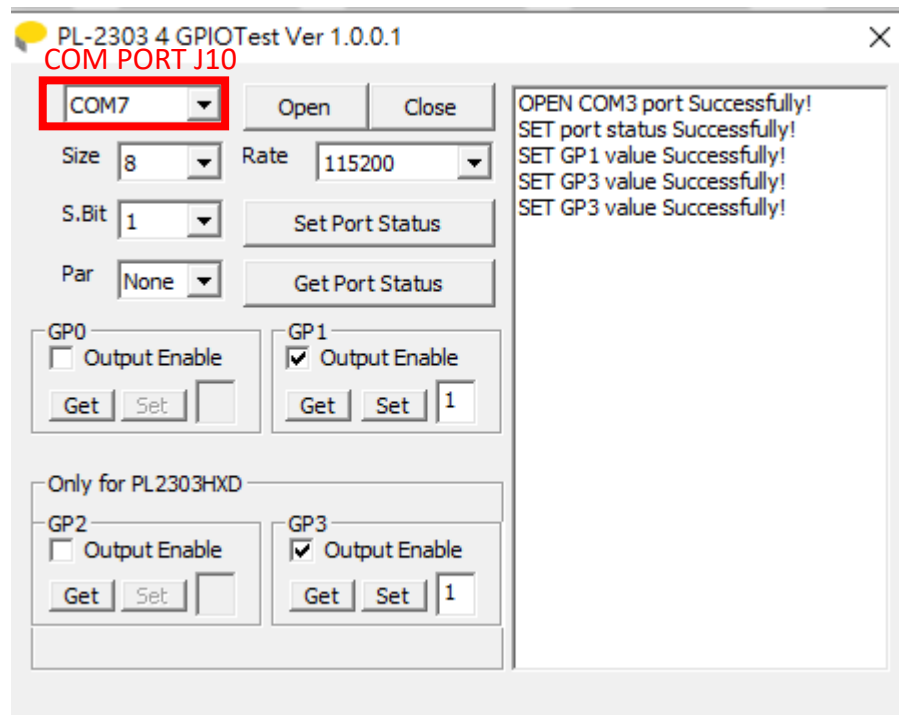 PL-2303 4 GPIOTest Ver 1.0.0.1
COM PORT J10
COM7
Open
Close
Size
8
Rate
115200
S.Bit
1
Set Port Status
Par
None
Get Port Status
GP0
Output Enable
Get
Set
GP1
Output Enable
Get
Set
1
Only for PL2303HXD
GP2
Output Enable
Get
Set
GP3
Output Enable
Get
Set
1
OPEN COM3 port Successfully!
SET port status Successfully!
SET GP1 value Successfully!
SET GP3 value Successfully!
SET GP3 value Successfully!